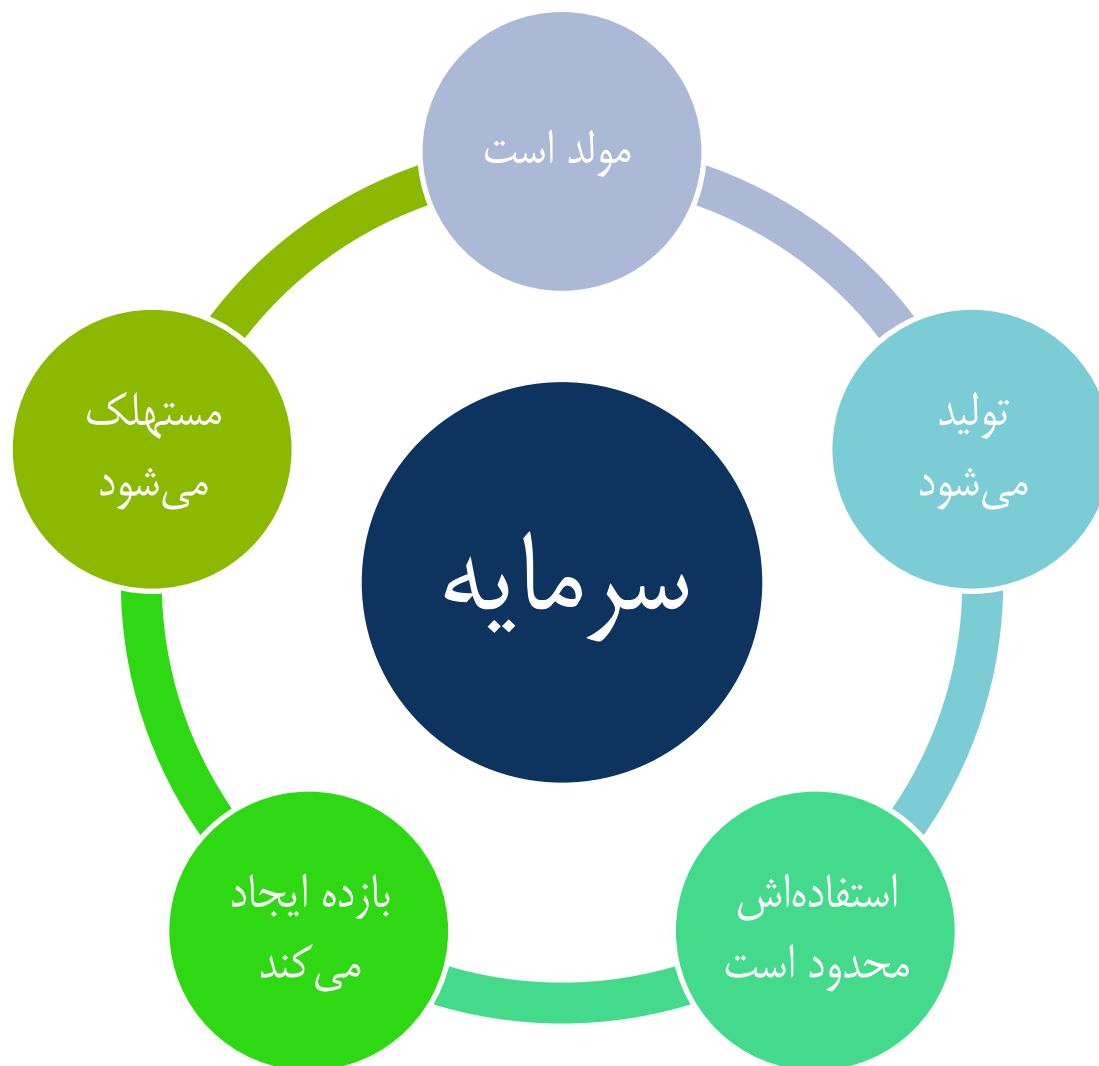 مولد است
تولید
می‌شود
استفاده‌اش
محدود است
بازده ایجاد
می‌کند
مستهلک
می‌شود
سرمایه